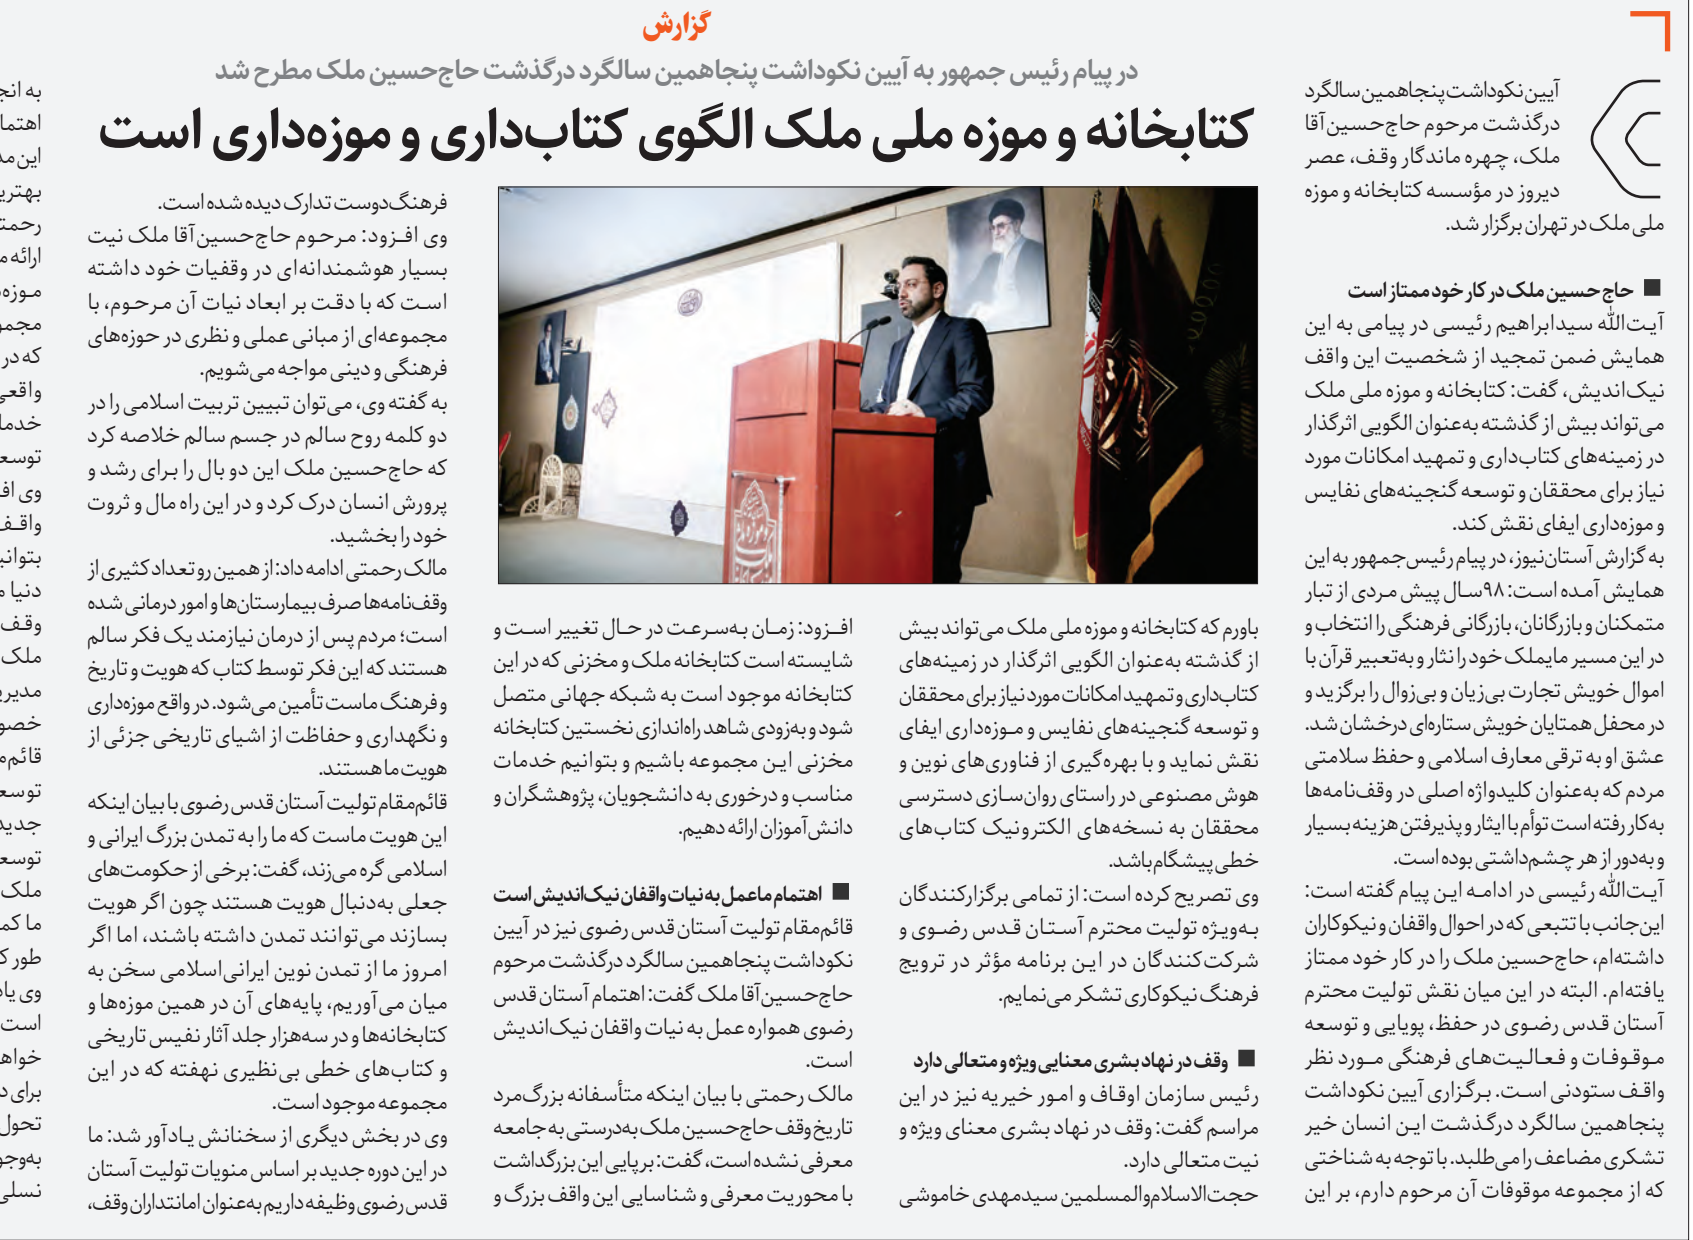 گزارش
در پیام رئیس جمهور به آیین نکوداشت پنجاهمین سالگرد درگذشت حاج‌حسین ملک مطرح شد
کتابخانه و موزه ملی ملک الگوی کتاب‌داری و موزه‌داری است
آیین نکوداشت پنجاهمین سالگرد
درگذشت مرحوم حاج‌حسین‌آقا
ملک، چهره ماندگار وقف، عصر
دیروز در مؤسسه کتابخانه و موزه
ملی ملک در تهران برگزار شد.
■ حاج حسین ملک در کار خود ممتاز است
آیت‌الله سیدابراهیم رئیسی در پیامی به این
همایش ضمن تمجید از شخصیت این واقف
نیک‌اندیش، گفت: کتابخانه و موزه ملی ملک
می‌تواند بیش از گذشته به‌عنوان الگویی اثرگذار
در زمینه‌های کتاب‌داری و تمهید امکانات مورد
نیاز برای محققان و توسعه گنجینه‌های نفایس
و موزه‌داری ایفای نقش کند.
به گزارش آستان‌نیوز، در پیام رئیس‌جمهور به این
همایش آمده است: ۹۸سال پیش مردی از تبار
متمکنان و بازرگانان، بازرگانی فرهنگی را انتخاب و
در این مسیر مایملک خود را نثار و به‌تعبیر قرآن با
اموال خویش تجارت بی‌زیان و بی‌زوال را برگزید و
در محفل همتایان خویش ستاره‌ای درخشان شد.
عشق او به ترقی معارف اسلامی و حفظ سلامتی
مردم که به‌عنوان کلیدواژه اصلی در وقف‌نامه‌ها
به‌کار رفته است توأم با ایثار و پذیرفتن هزینه بسیار
و به‌دور از هر چشم‌داشتی بوده است.
آیت‌الله رئیسی در ادامه این پیام گفته است:
این‌جانب با تتبعی که در احوال واقفان و نیکوکاران
داشته‌ام، حاج‌حسین ملک را در کار خود ممتاز
یافته‌ام. البته در این میان نقش تولیت محترم
آستان قدس رضوی در حفظ، پویایی و توسعه
موقوفات و فعالیت‌های فرهنگی مورد نظر
واقف ستودنی است. برگزاری آیین نکوداشت
پنجاهمین سالگرد درگذشت این انسان خیر
تشکری مضاعف را می‌طلبد. با توجه به شناختی
که از مجموعه موقوفات آن مرحوم دارم، بر این
باورم که کتابخانه و موزه ملی ملک می‌تواند بیش
از گذشته به‌عنوان الگویی اثرگذار در زمینه‌های
کتاب‌داری و تمهید امکانات مورد نیاز برای محققان
و توسعه گنجینه‌های نفایس و موزه‌داری ایفای
نقش نماید و با بهره‌گیری از فناوری‌های نوین و
هوش مصنوعی در راستای روان‌سازی دسترسی
محققان به نسخه‌های الکترونیک کتاب‌های
خطی پیشگام باشد.
وی تصریح کرده است: از تمامی برگزارکنندگان
به‌ویژه تولیت محترم آستان قدس رضوی و
شرکت‌کنندگان در این برنامه مؤثر در ترویج
فرهنگ نیکوکاری تشکر می‌نمایم.
■ وقف در نهاد بشری معنایی ویژه و متعالی دارد
رئیس سازمان اوقاف و امور خیریه نیز در این
مراسم گفت: وقف در نهاد بشری معنای ویژه و
نیت متعالی دارد.
حجت‌الاسلام‌والمسلمین سیدمهدی خاموشی
افزود: زمان به‌سرعت در حال تغییر است و
شایسته است کتابخانه ملک و مخزنی که در این
کتابخانه موجود است به شبکه جهانی متصل
شود و به‌زودی شاهد راه‌اندازی نخستین کتابخانه
مخزنی این مجموعه باشیم و بتوانیم خدمات
مناسب و درخوری به دانشجویان، پژوهشگران و
دانش‌آموزان ارائه دهیم.
■ اهتمام ما عمل به نیات واقفان نیک‌اندیش است
قائم‌مقام تولیت آستان قدس رضوی نیز در آیین
نکوداشت پنجاهمین سالگرد درگذشت مرحوم
حاج‌حسین‌آقا ملک گفت: اهتمام آستان قدس
رضوی همواره عمل به نیات واقفان نیک‌اندیش
است.
مالک رحمتی با بیان اینکه متأسفانه بزرگ‌مرد
تاریخ وقف حاج‌حسین ملک به‌درستی به جامعه
معرفی نشده است، گفت: برپایی این بزرگداشت
با محوریت معرفی و شناسایی این واقف بزرگ و
فرهنگ‌دوست تدارک دیده شده است.
وی افزود: مرحوم حاج‌حسین‌آقا ملک نیت
بسیار هوشمندانه‌ای در وقفیات خود داشته
است که با دقت بر ابعاد نیات آن مرحوم، با
مجموعه‌ای از مبانی عملی و نظری در حوزه‌های
فرهنگی و دینی مواجه می‌شویم.
به گفته وی، می‌توان تبیین تربیت اسلامی را در
دو کلمه روح سالم در جسم سالم خلاصه کرد
که حاج‌حسین ملک این دو بال را برای رشد و
پرورش انسان درک کرد و در این راه مال و ثروت
خود را بخشید.
مالک رحمتی ادامه داد: از همین رو تعداد کثیری از
وقف‌نامه‌ها صرف بیمارستان‌ها و امور درمانی شده
است؛ مردم پس از درمان نیازمند یک فکر سالم
هستند که این فکر توسط کتاب که هویت و تاریخ
و فرهنگ ماست تأمین می‌شود. در واقع موزه‌داری
و نگهداری و حفاظت از اشیای تاریخی جزئی از
هویت ما هستند.
قائم‌مقام تولیت آستان قدس رضوی با بیان اینکه
این هویت ماست که ما را به تمدن بزرگ ایرانی و
اسلامی گره می‌زند، گفت: برخی از حکومت‌های
جعلی به‌دنبال هویت هستند چون اگر هویت
بسازند می‌توانند تمدن داشته باشند، اما اگر
امروز ما از تمدن نوین ایرانی‌اسلامی سخن به
میان می‌آوریم، پایه‌های آن در همین موزه‌ها و
کتابخانه‌ها و در سه‌هزار جلد آثار نفیس تاریخی
و کتاب‌های خطی بی‌نظیری نهفته که در این
مجموعه موجود است.
وی در بخش دیگری از سخنانش یادآور شد: ما
در این دوره جدید بر اساس منویات تولیت آستان
قدس رضوی وظیفه داریم به‌عنوان امانتداران وقف،